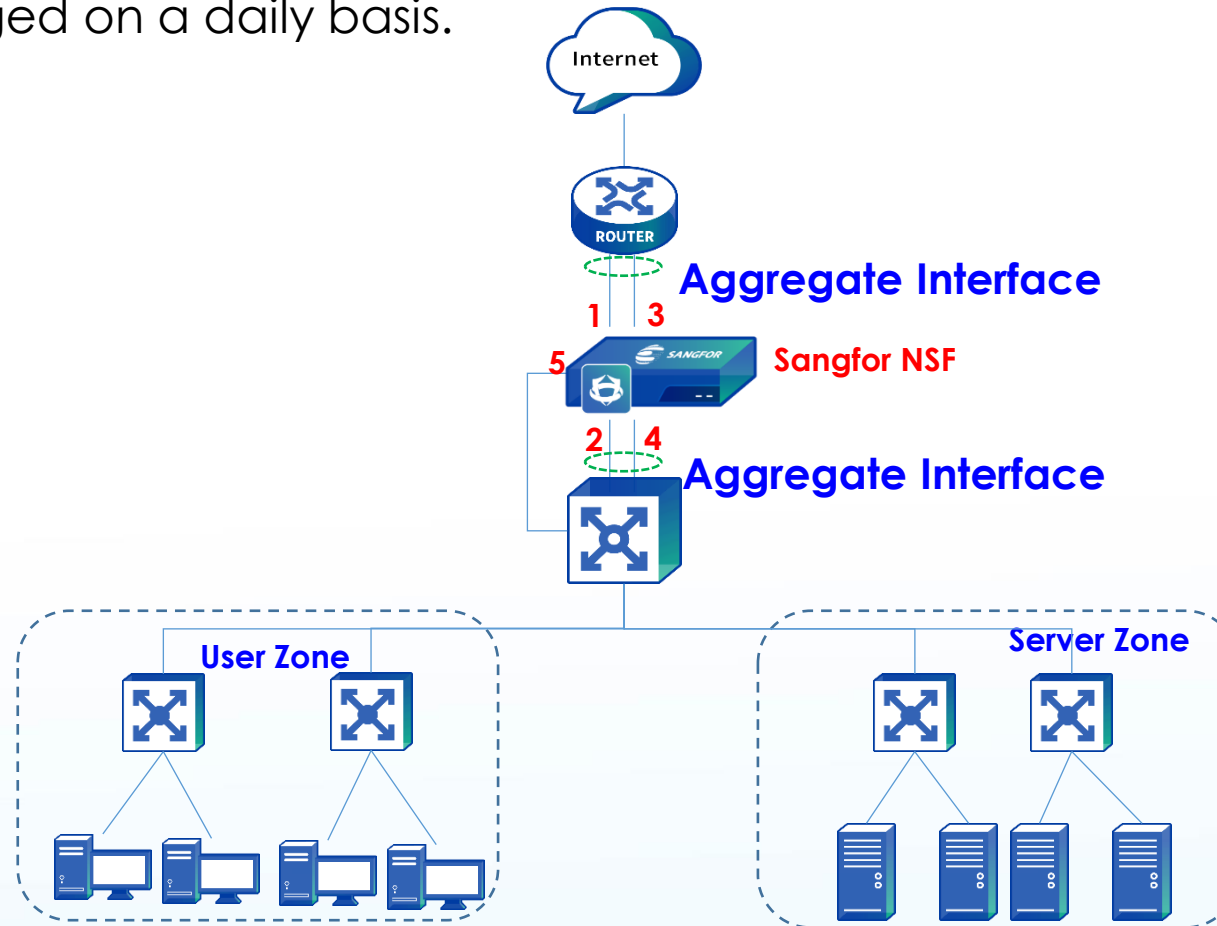 ged on a daily basis.
Internet
ROUTER
Aggregate Interface
1 3
SANGFOR
5
Sangfor NSF
2 4
Aggregate Interface
User Zone
Server Zone